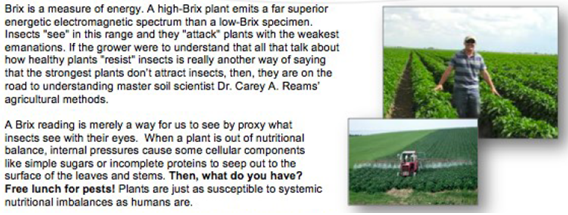 Brix is a measure of energy. A high-Brix plant emits a far superior
energetic electromagnetic spectrum than a low-Brix specimen.
Insects "see" in this range and they "attack" plants with the weakest
emanations. If the grower were to understand that all that talk about
how healthy plants "resist" insects is really another way of saying
that the strongest plants don't attract insects, then, they are on the
road to understanding master soil scientist Dr. Carey A. Reams'
agricultural methods.
A Brix reading is merely a way for us to see by proxy what
insects see with their eyes. When a plant is out of nutritional
balance, internal pressures cause some cellular components
like simple sugars or incomplete proteins to seep out to the
surface of the leaves and stems. Then, what do you have?
Free lunch for pests! Plants are just as susceptible to systemic
nutritional imbalances as humans are.